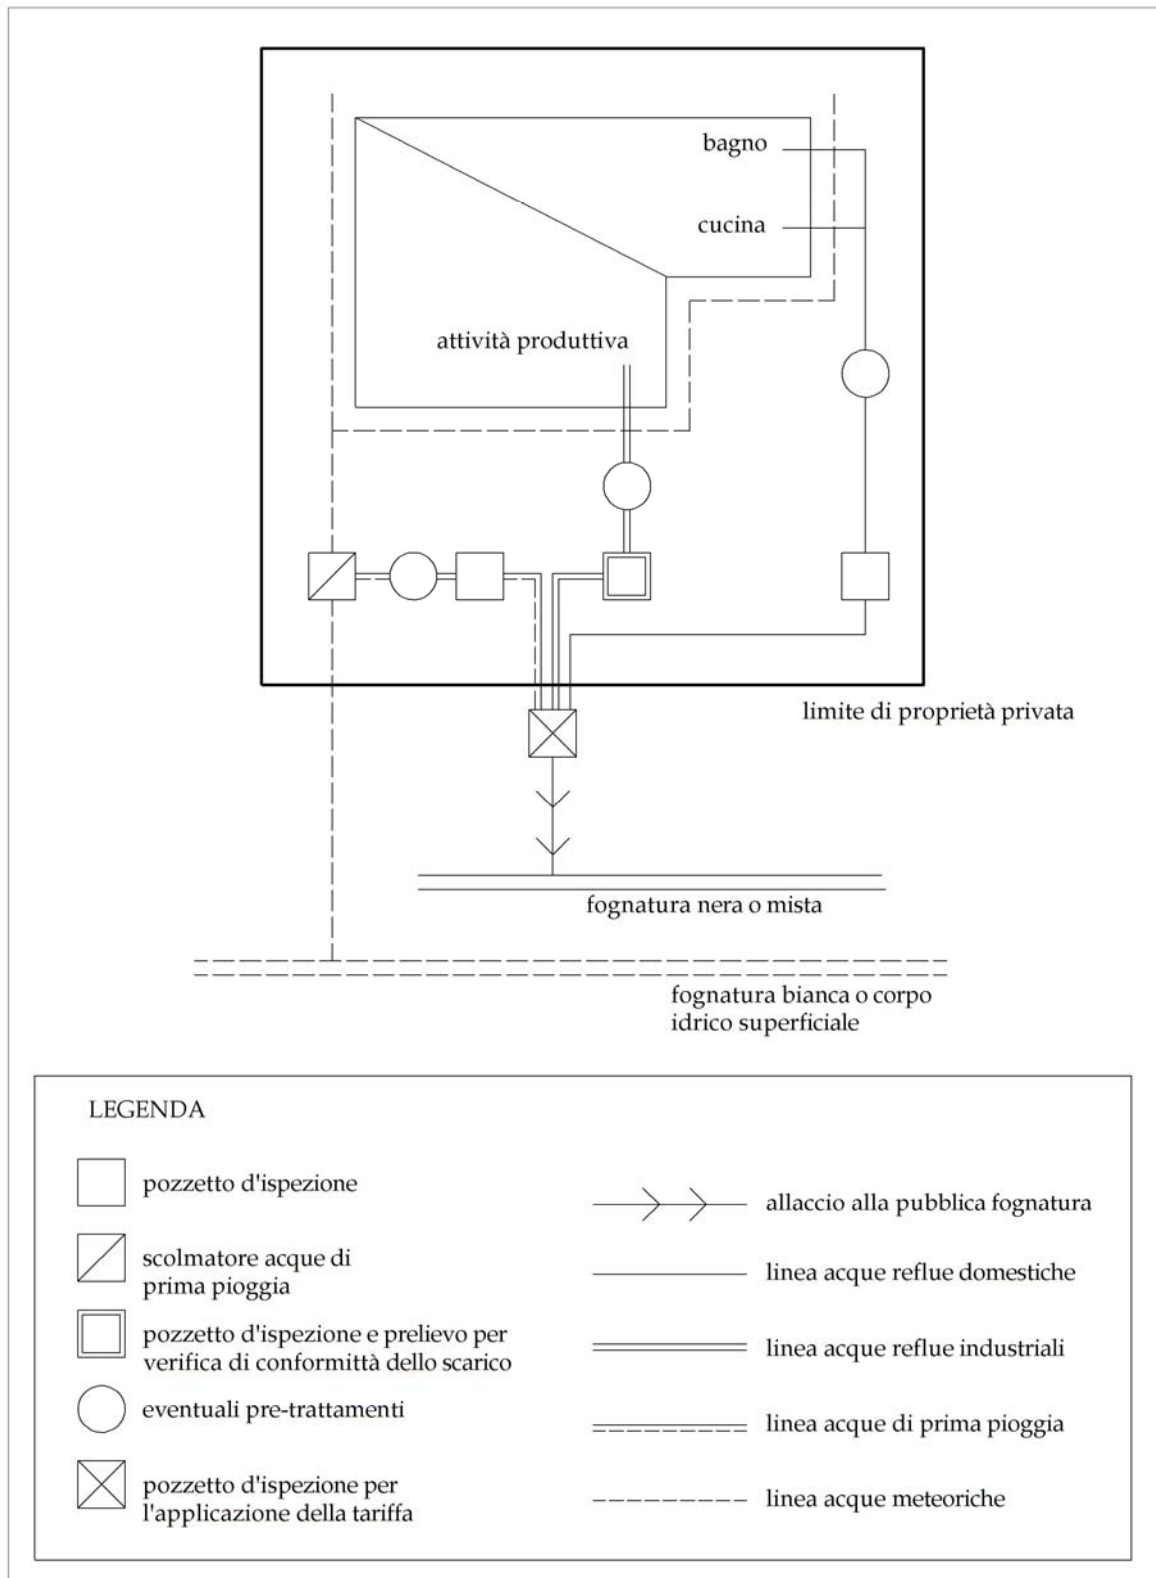 bagno
cucina
attività produttiva
limite di proprietà privata
fognatura nera o mista
fognatura bianca o corpo
idrico superficiale
LEGENDA
pozzetto d'ispezione
scolmatore acque di
prima pioggia
pozzetto d'ispezione e prelievo per
verifica di conformittà dello scarico
eventuali pre-trattamenti
pozzetto d'ispezione per
l'applicazione della tariffa
allaccio alla pubblica fognatura
linea acque reflue domestiche
linea acque reflue industriali
linea acque di prima pioggia
linea acque meteoriche